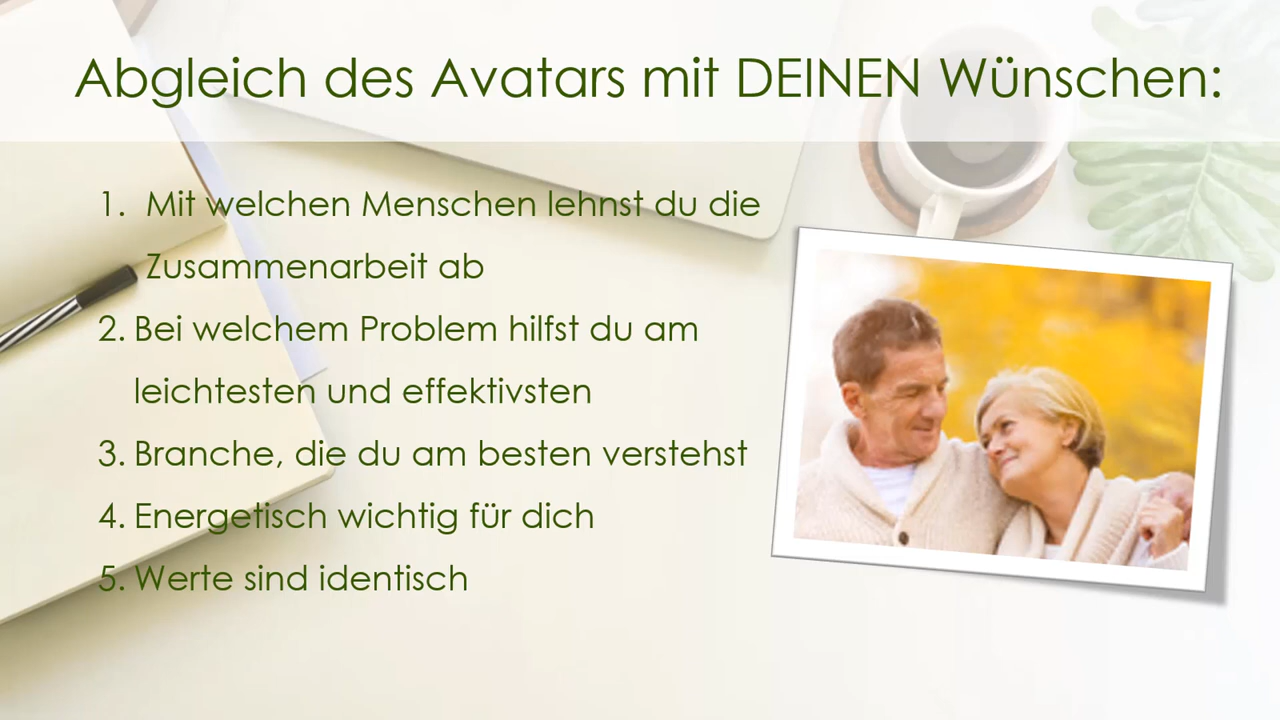 Abgleich des Avatars mit DEINEN Wünschen:
1. Mit welchen Menschen lehnst du die
Zusammenarbeit ab
2. Bei welchem Problem hilfst du am
leichtesten und effektivsten
3. Branche, die du am besten verstehst
4. Energetisch wichtig für dich
5. Werte sind identisch